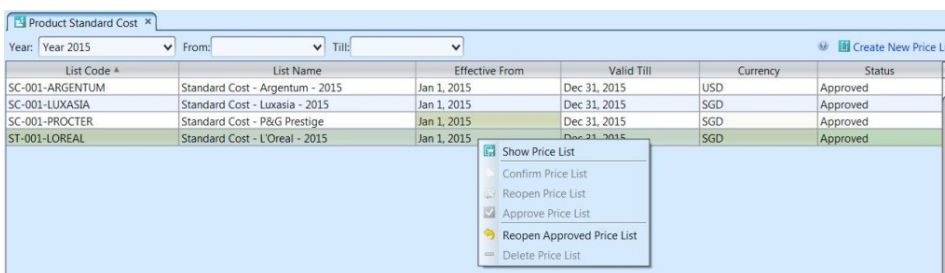 Product Standard Cost ×
Year: Year 2015 From: Till: Create New Price Li
List Code List Name Effective From Valid Till Currency Status
SC-001-ARGENTUM Standard Cost - Argentum - 2015 Jan 1, 2015 Dec 31, 2015 USD Approved
SC-001-LUXASIA Standard Cost - Luxasia - 2015 Jan 1, 2015 Dec 31, 2015 SGD Approved
SC-001-PROCTER Standard Cost - P&G Prestige Jan 1, 2015 Dec 31, 2015 SGD Approved
ST-001-LOREAL Standard Cost - L'Oreal - 2015 Jan 1, 2015 Dec 31, 2015 SGD Approved
Show Price List
Confirm Price List
Reopen Price List
Approve Price List
Reopen Approved Price List
Delete Price List